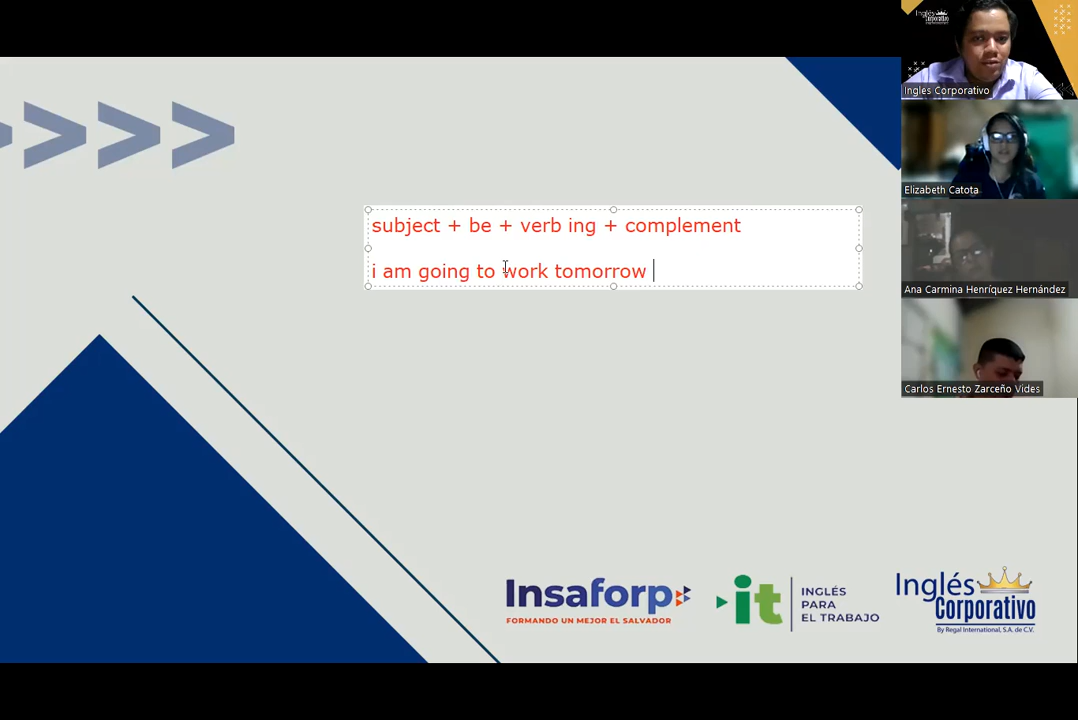 Inglés
Corporativo
Ingles Corporativo
Elizabeth Catota
Ana Carmina Henríquez Hernández
Carlos Ernesto Zarceño Vides
subject + be + verb ing + complement
i am going to work tomorrow
Insaforp
FORMANDO UN MEJOR EL SALVADOR
it
INGLÉS
PARA
EL TRABAJO
Inglés
Corporativo
By Regal International, S.A. de C.V.